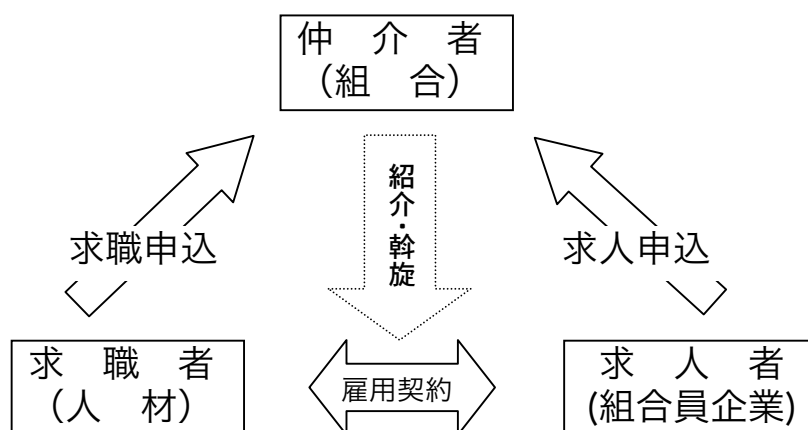 仲　介　者
（組　合）
紹介・斡旋
求職申込
求人申込
求　職　者
（人　材）
雇用契約
求　人　者
(組合員企業)